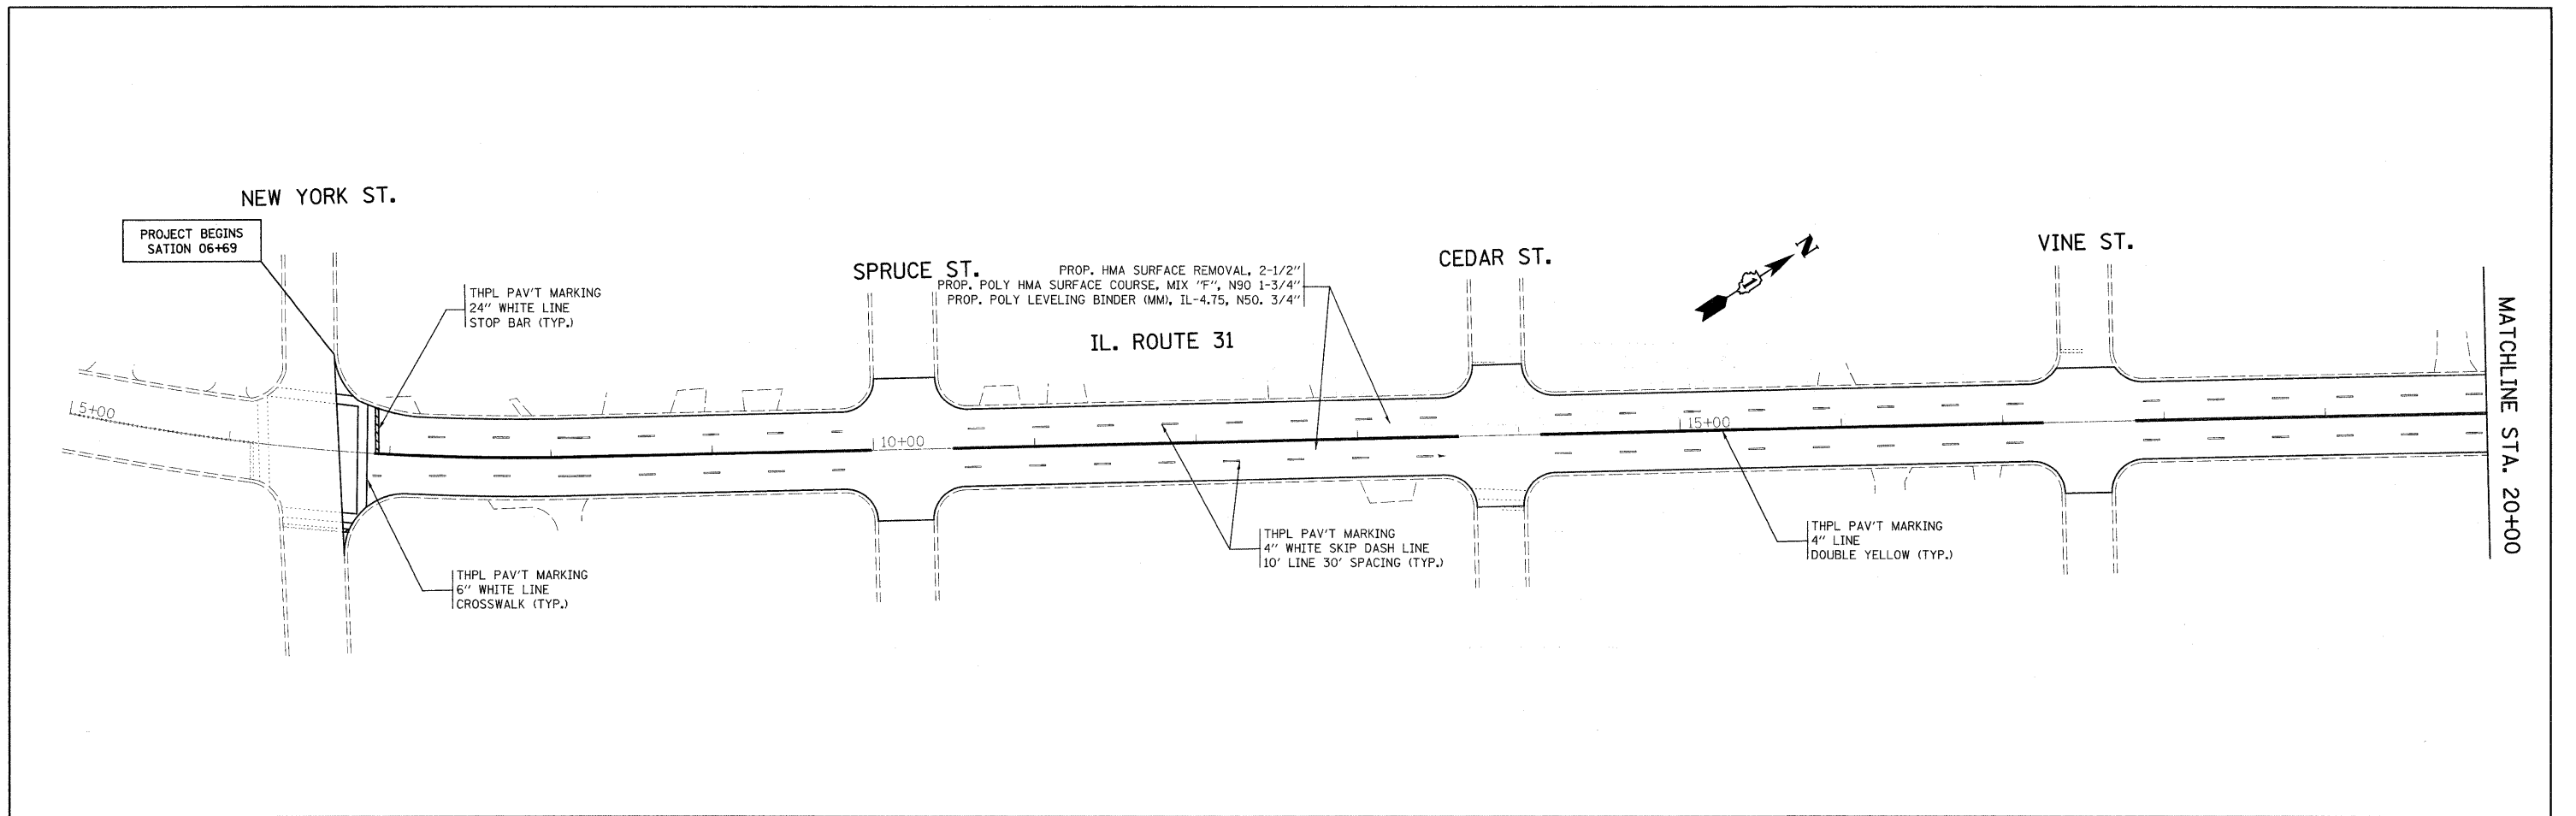 NEW YORK ST.
PROJECT BEGINS
SATION 06+69
THPL PAV'T MARKING
24" WHITE LINE
STOP BAR (TYP.)
SPRUCE ST.
PROP. HMA SURFACE REMOVAL, 2-1/2"
PROP. POLY HMA SURFACE COURSE, MIX "F", N90 1-3/4"
PROP. POLY LEVELING BINDER (MM), IL-4.75, N50. 3/4"
IL. ROUTE 31
CEDAR ST.
N
VINE ST.
MATCHLINE STA. 20+00
L5+00
10+00
15+00
THPL PAV'T MARKING
6" WHITE LINE
CROSSWALK (TYP.)
THPL PAV'T MARKING
4" WHITE SKIP DASH LINE
10' LINE 30' SPACING (TYP.)
THPL PAV'T MARKING
4" LINE
DOUBLE YELLOW (TYP.)